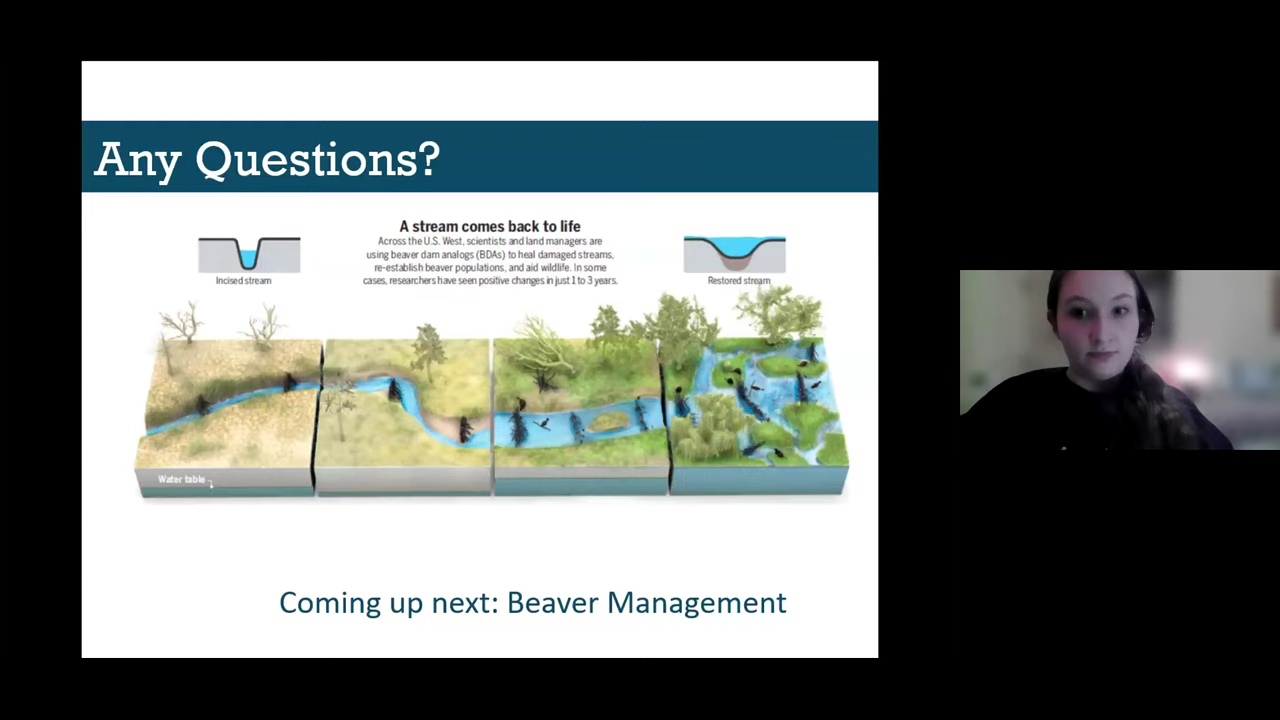 Any Questions?
A stream comes back to life
Across the U.S. West, scientists and land managers are
using beaver dam analogs (BDAs) to heal damaged streams,
re-establish beaver populations, and aid wildlife. In some
cases, researchers have seen positive changes in just 1 to 3 years.
Incised stream
Restored stream
Water table
Coming up next: Beaver Management